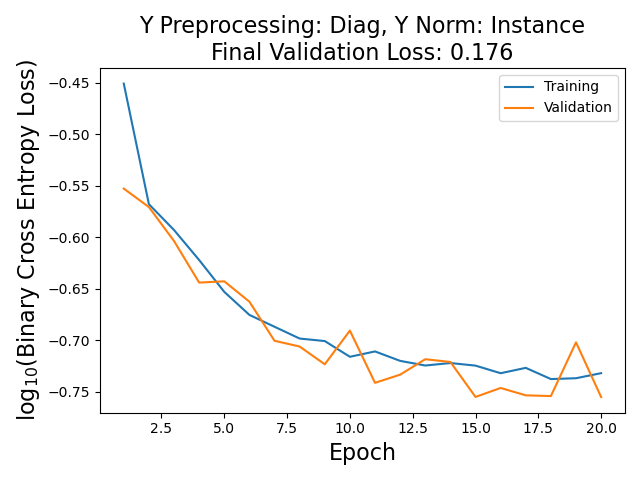 Y Preprocessing: Diag, Y Norm: Instance
Final Validation Loss: 0.176
Training
Validation
log₁₀(Binary Cross Entropy Loss)
−0.45
−0.50
−0.55
−0.60
−0.65
−0.70
−0.75
2.5 5.0 7.5 10.0 12.5 15.0 17.5 20.0
Epoch